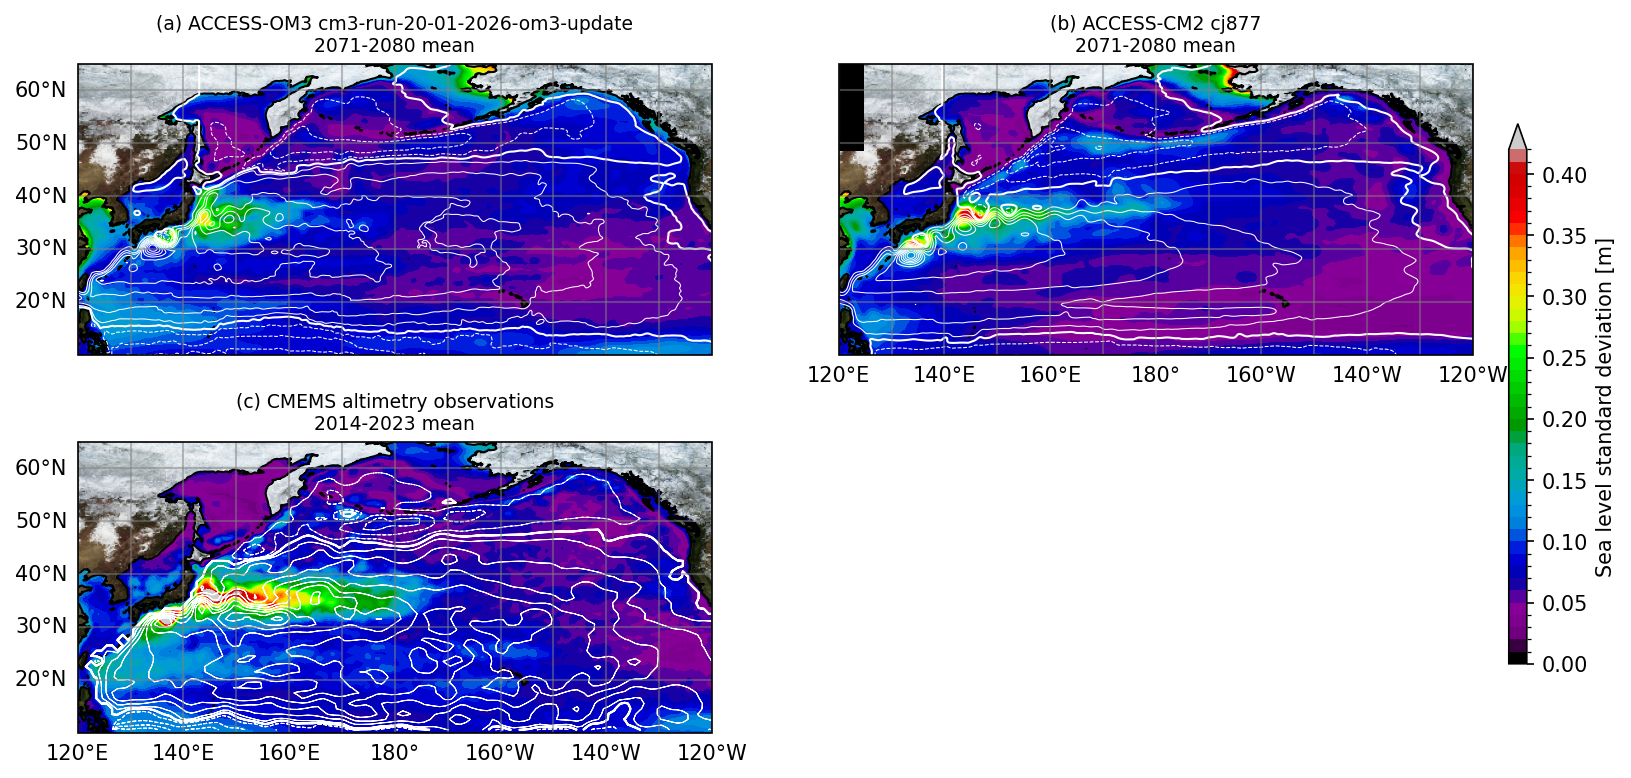 (a) ACCESS-OM3 cm3-run-20-01-2026-om3-update
2071-2080 mean
(b) ACCESS-CM2 cj877
2071-2080 mean
60°N
50°N
40°N
30°N
20°N
120°E 140°E 160°E 180° 160°W 140°W 120°W
(c) CMEMS altimetry observations
2014-2023 mean
60°N
50°N
40°N
30°N
20°N
120°E 140°E 160°E 180° 160°W 140°W 120°W
0.40
0.35
0.30
0.25
0.20
0.15
0.10
0.05
0.00
Sea level standard deviation [m]